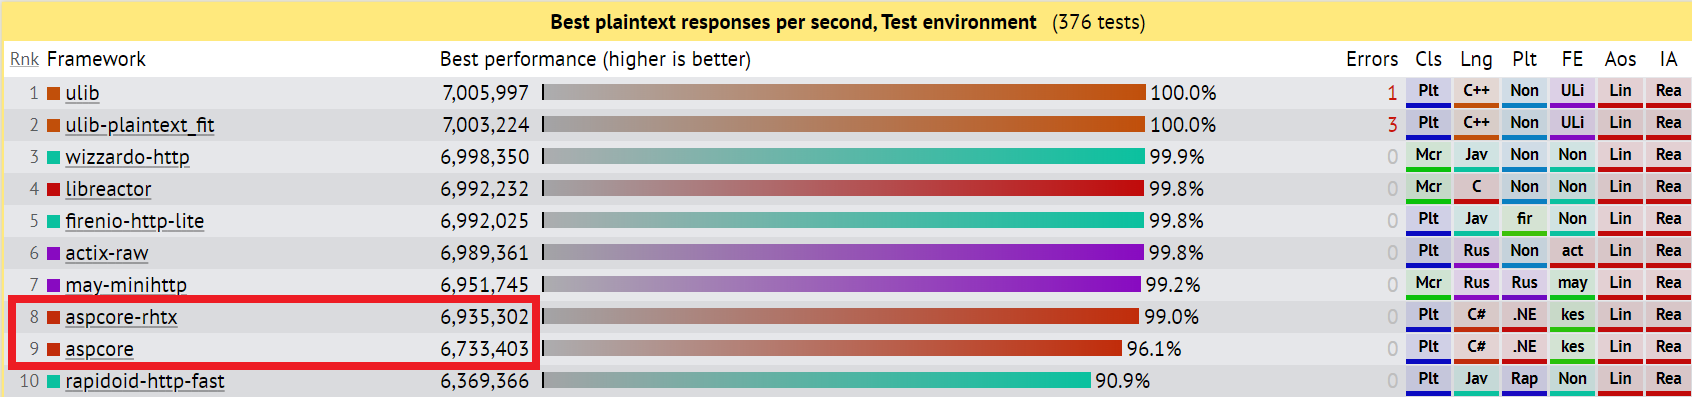 Best plaintext responses per second, Test environment (376 tests)
Rnk Framework Best performance (higher is better) Errors Cls Lng Plt FE Aos IA
1 ulib 7,005,997 100.0% 1 Plt C++ Non ULi Lin Rea
2 ulib-plaintext_fit 7,003,224 100.0% 3 Plt C++ Non ULi Lin Rea
3 wizzardo-http 6,998,350 99.9% 0 Mcr Jav Non Non Lin Rea
4 libreactor 6,992,232 99.8% 0 Mcr C Non Non Lin Rea
5 firenio-http-lite 6,992,025 99.8% 0 Plt Jav fir Non Lin Rea
6 actix-raw 6,989,361 99.8% 0 Plt Rus Non act Lin Rea
7 may-minihttp 6,951,745 99.2% 0 Mcr Rus Rus may Lin Rea
8 aspcore-rhtx 6,935,302 99.0% 0 Plt C# .NE kes Lin Rea
9 aspcore 6,733,403 96.1% 0 Plt C# .NE kes Lin Rea
10 rapidoid-http-fast 6,369,366 90.9% 0 Plt Jav Rap Non Lin Rea